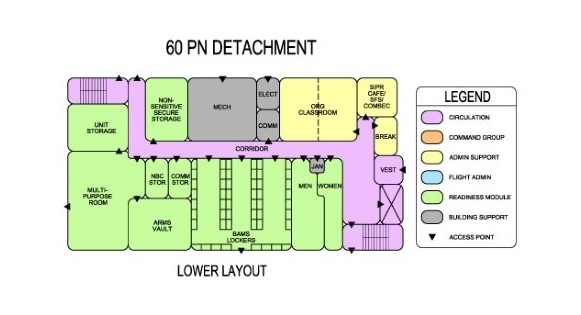 60 PN DETACHMENT
NON-
SENSITIVE
SECURE
STORAGE
MECH
ELECT
COMM
ORG
CLASSROOM
SIPR
CAFE/
SFS/
COMSEC
UNIT
STORAGE
BREAK
CORRIDOR
NBC
STOR
COMM
STOR
JAN
VEST
MULTI-
PURPOSE
ROOM
MEN
WOMEN
ARMS
VAULT
BAMS
LOCKERS
LOWER LAYOUT
LEGEND
CIRCULATION
COMMAND GROUP
ADMIN SUPPORT
FLIGHT ADMIN
READINESS MODULE
BUILDING SUPPORT
ACCESS POINT